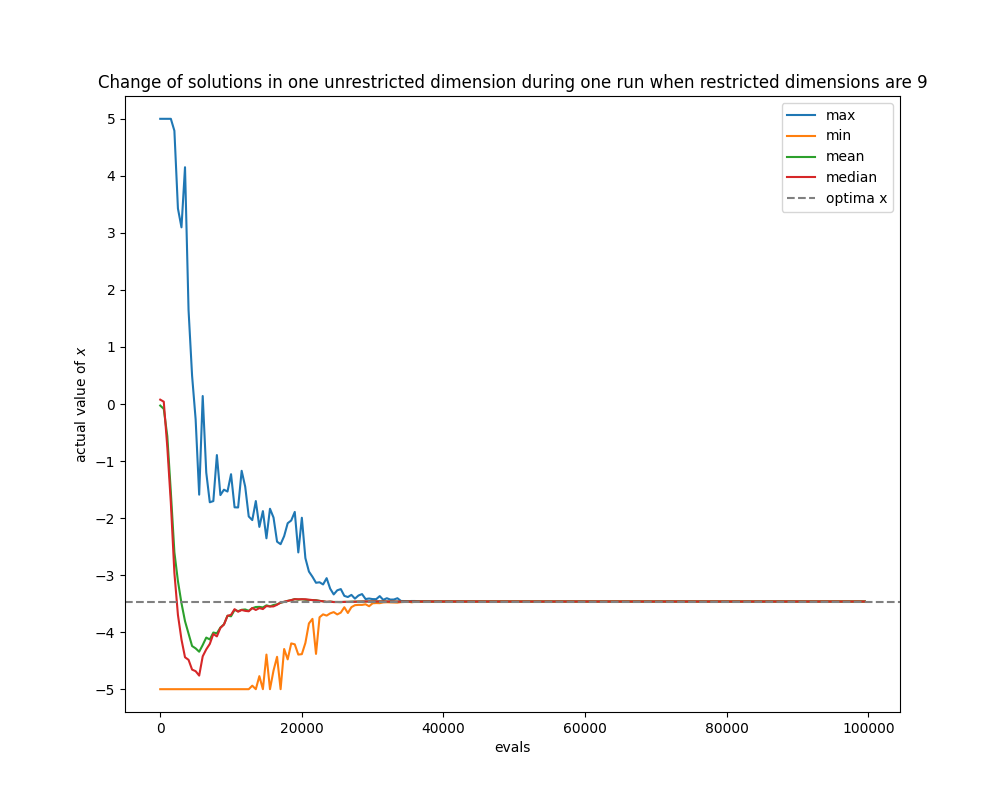 Change of solutions in one unrestricted dimension during one run when restricted dimensions are 9
max
min
mean
median
optima x
actual value of x
5
4
3
2
1
0
−1
−2
−3
−4
−5
0
20000
40000
60000
80000
100000
evals